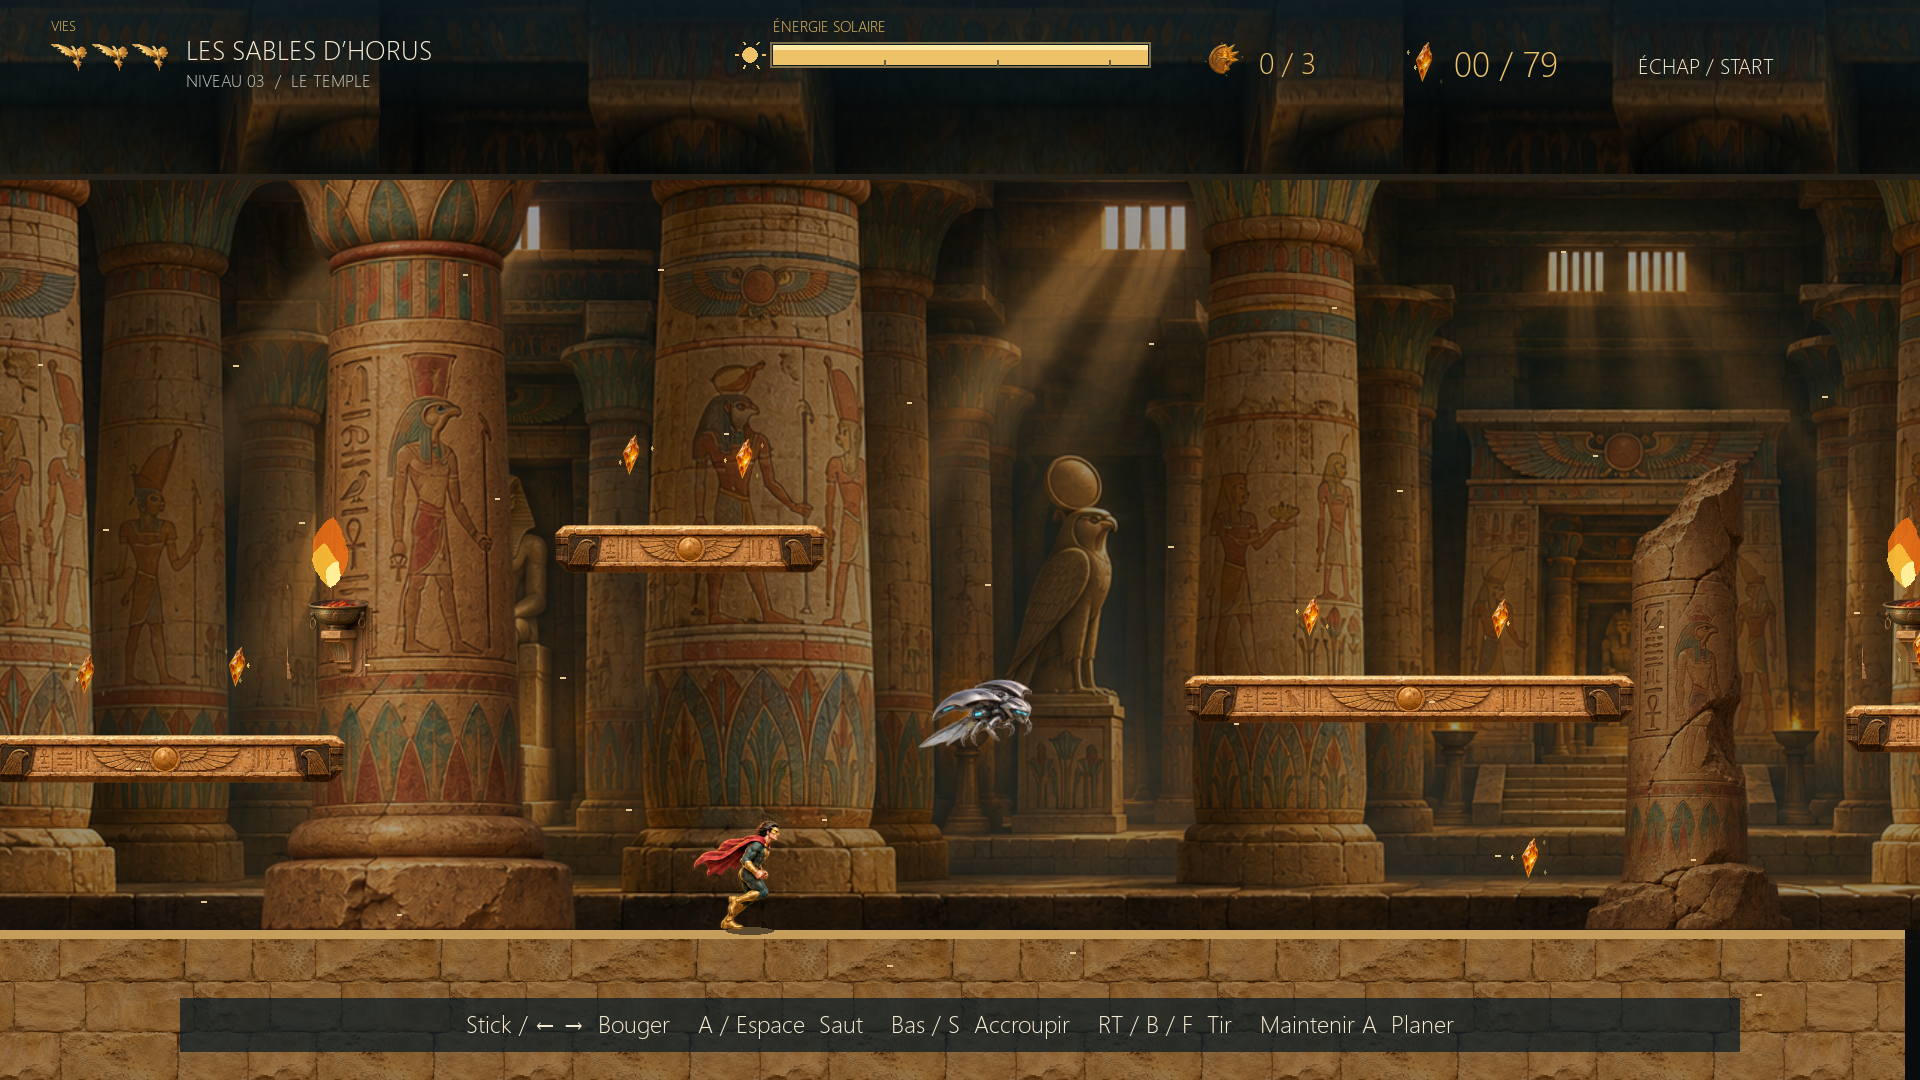 VIES
LES SABLES D’HORUS
NIVEAU 03 / LE TEMPLE
ÉNERGIE SOLAIRE
0 / 3
00 / 79
ÉCHAP / START
Stick / ← → Bouger A / Espace Saut Bas / S Accroupir RT / B / F Tir Maintenir A Planer